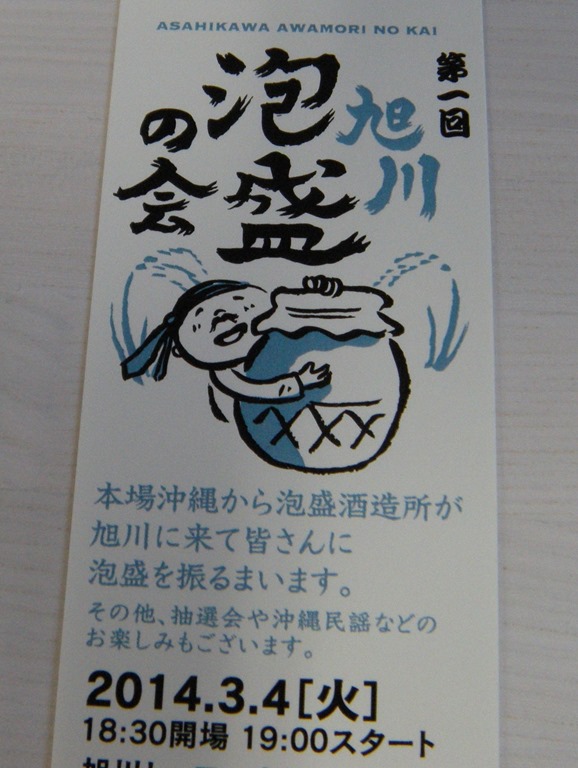 ASAHIKAWA AWAMORI NO KAI
第一回
旭川
泡盛
の会
本場沖縄から泡盛酒造所が
旭川に来て皆さんに
泡盛を振るまいます。
その他、抽選会や沖縄民謡などの
お楽しみもございます。
2014.3.4[火]
18:30開場 19:00スタート